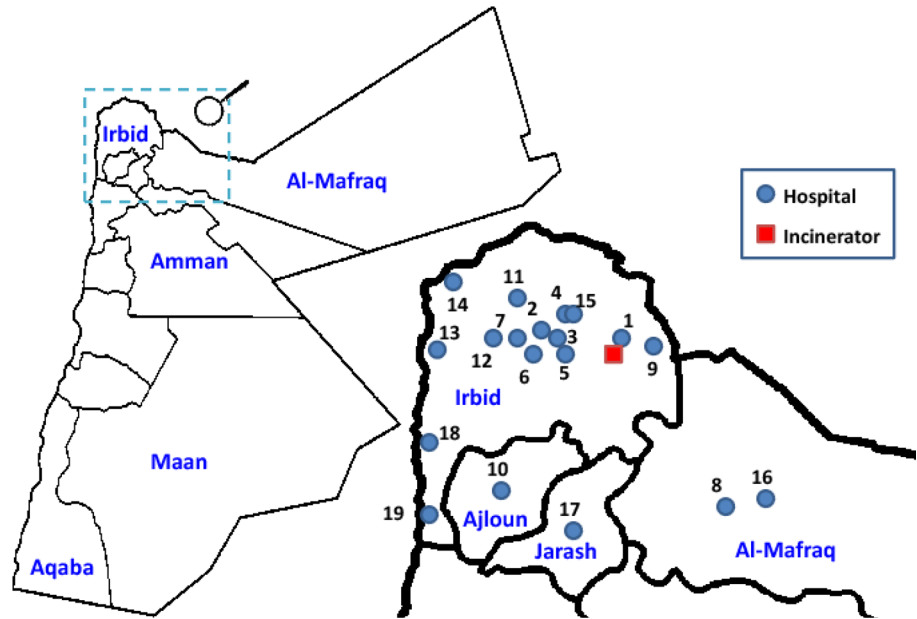 Irbid
Al-Mafraq
Amman
Maan
Aqaba
Hospital
Incinerator
14
11
4
15
2
7
3
1
13
12
6
5
9
Irbid
18
10
19
Ajloun
17
Jarash
8
16
Al-Mafraq